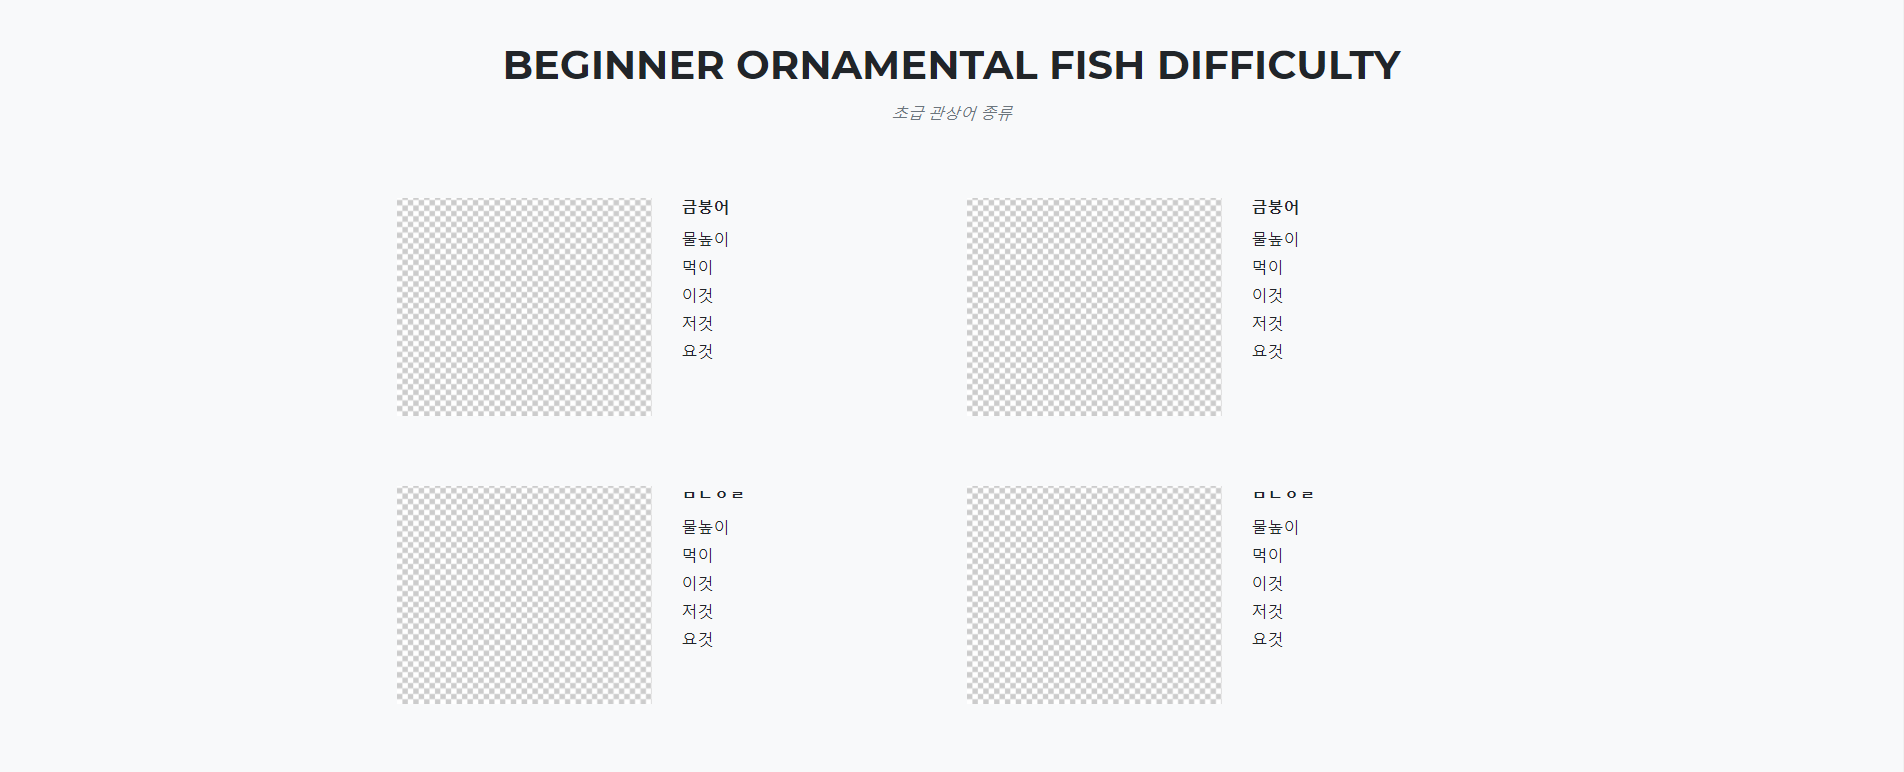 BEGINNER ORNAMENTAL FISH DIFFICULTY
초급 관상어 종류
금붕어
물높이
먹이
이것
저것
요것
금붕어
물높이
먹이
이것
저것
요것
ㅁㄴㅇㄹ
물높이
먹이
이것
저것
요것
ㅁㄴㅇㄹ
물높이
먹이
이것
저것
요것